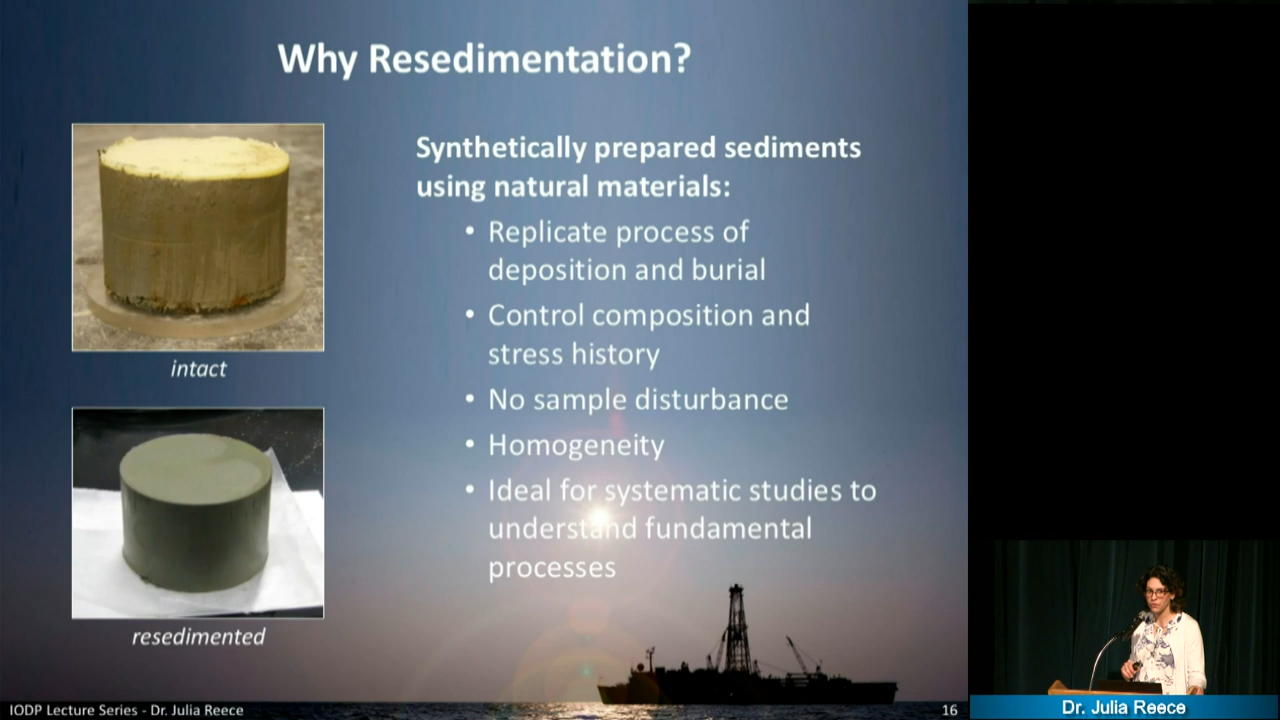 Why Resedimentation?
Synthetically prepared sediments
using natural materials:
• Replicate process of
deposition and burial
• Control composition and
stress history
• No sample disturbance
• Homogeneity
• Ideal for systematic studies to
understand fundamental
processes
intact
resedimented
IODP Lecture Series - Dr. Julia Reece
16
Dr. Julia Reece